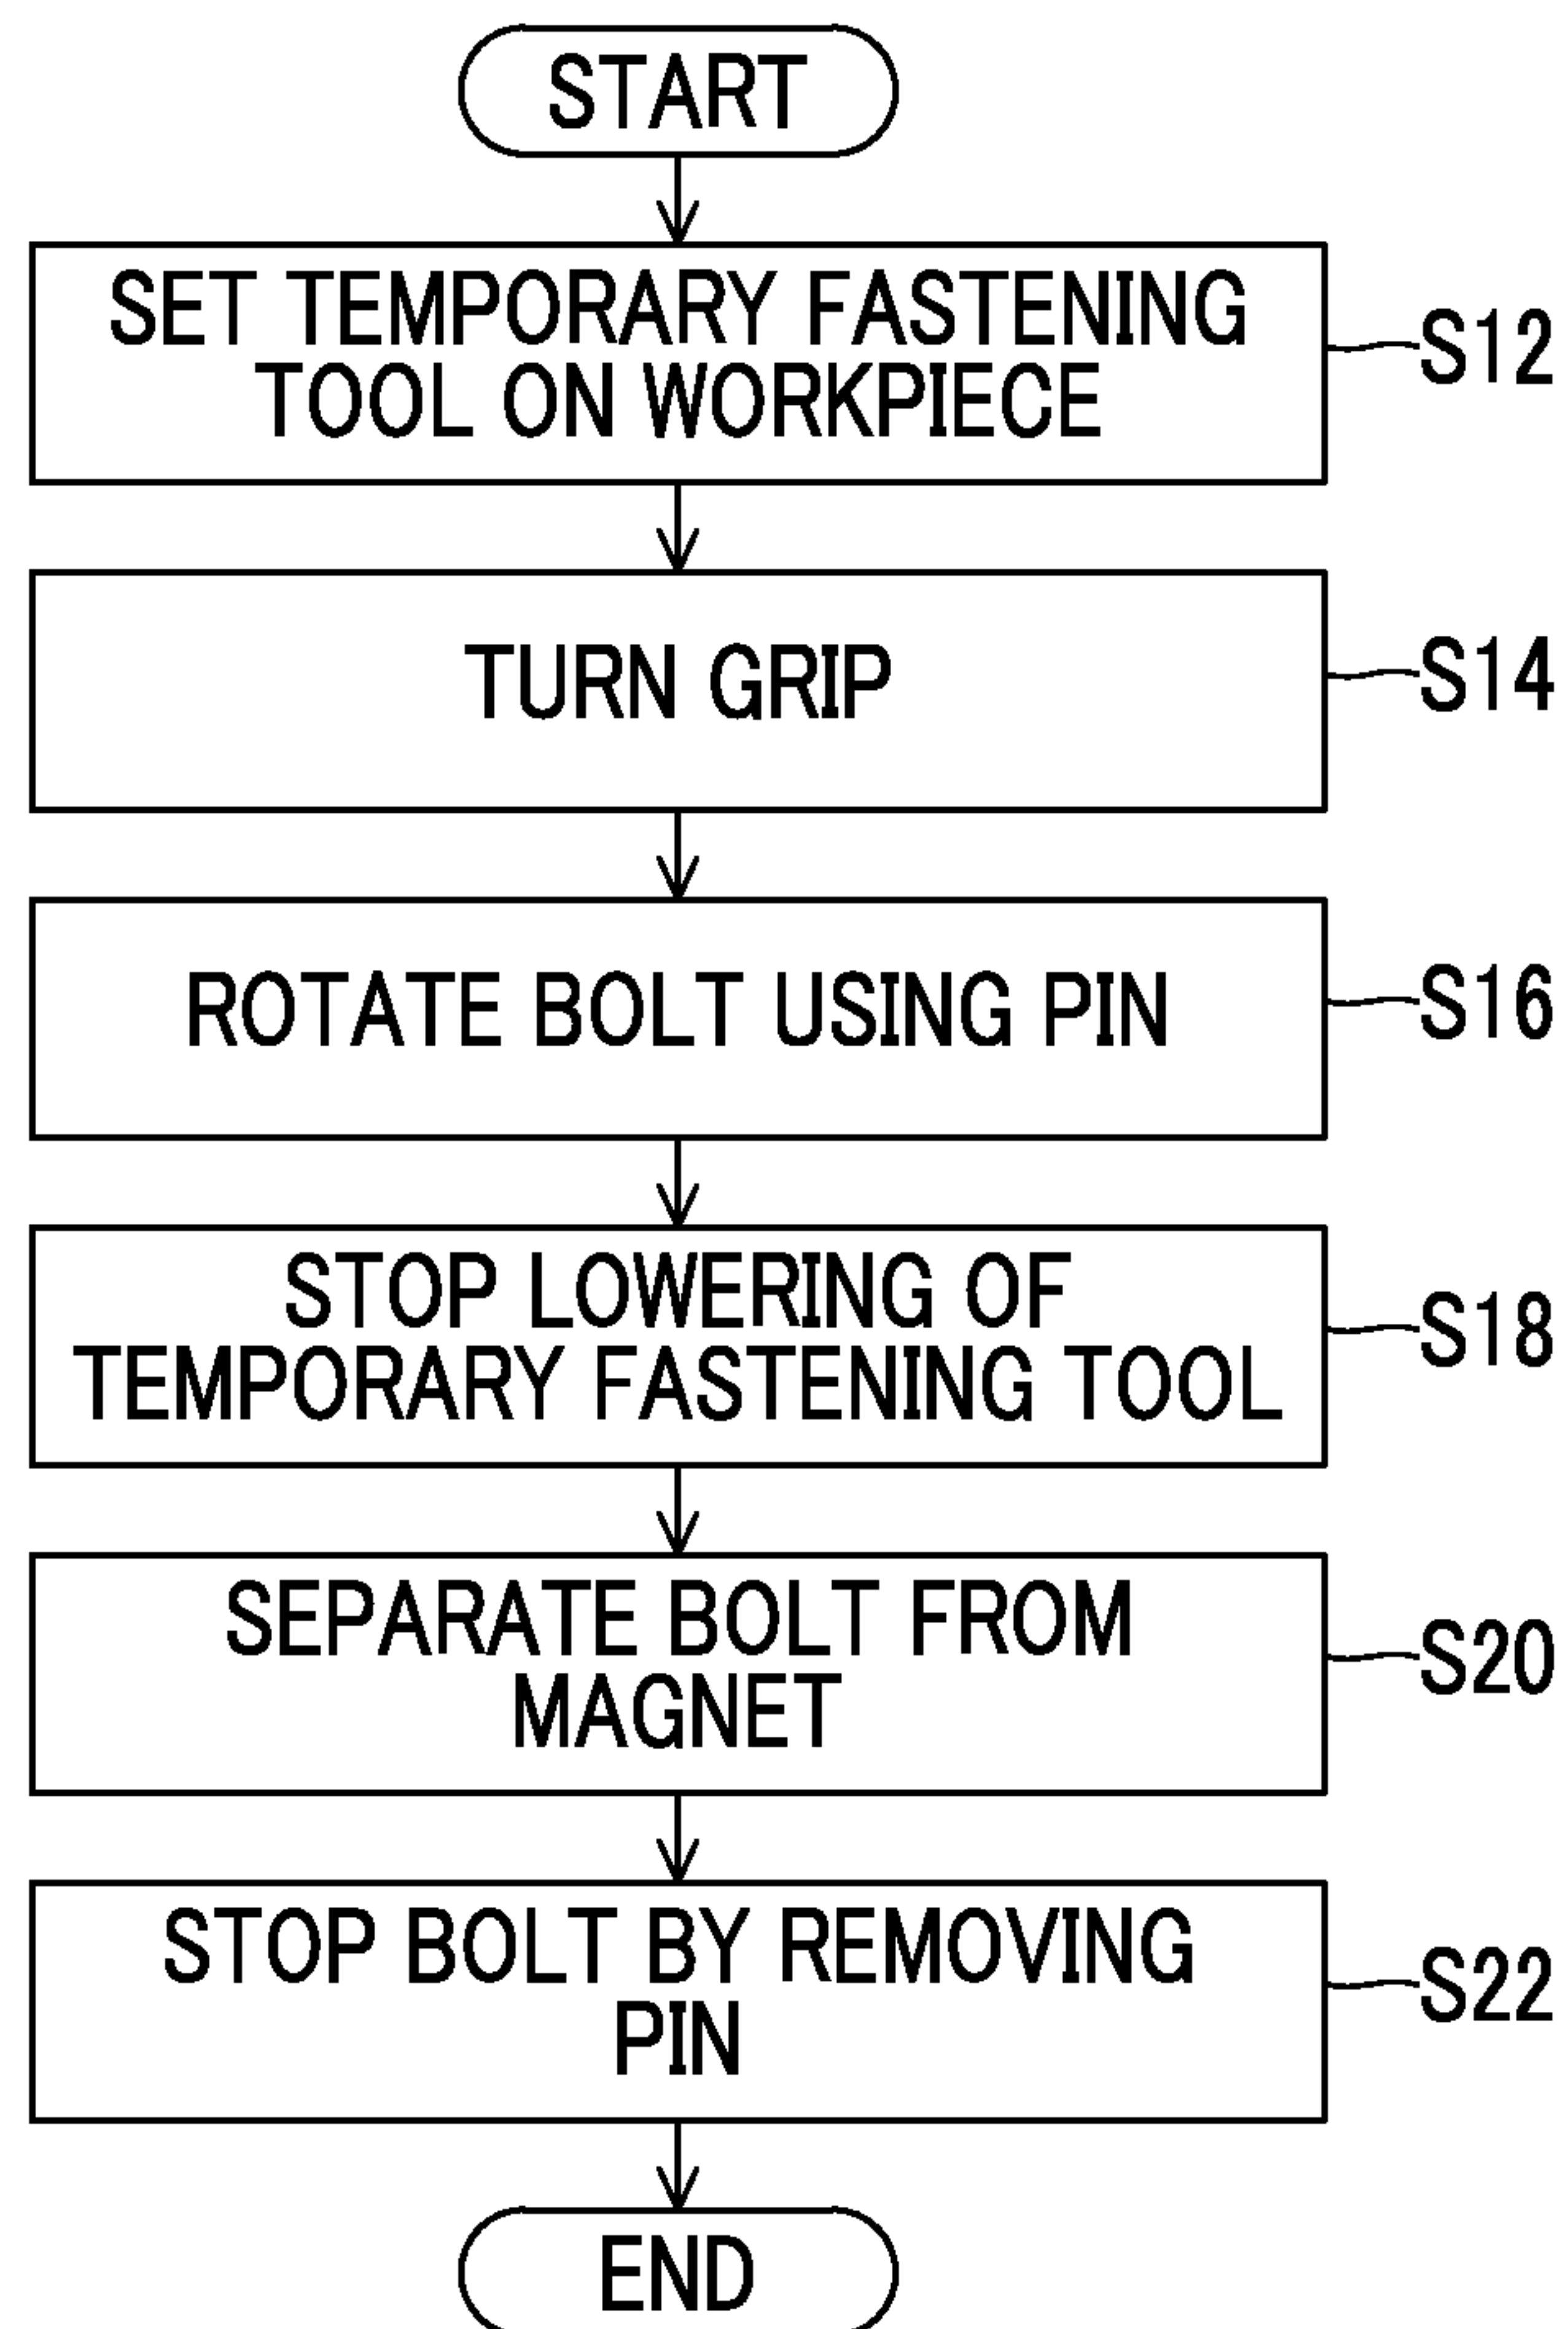 START
SET TEMPORARY FASTENING
TOOL ON WORKPIECE
S12
TURN GRIP
S14
ROTATE BOLT USING PIN
S16
STOP LOWERING OF
TEMPORARY FASTENING TOOL
S18
SEPARATE BOLT FROM
MAGNET
S20
STOP BOLT BY REMOVING
PIN
S22
END